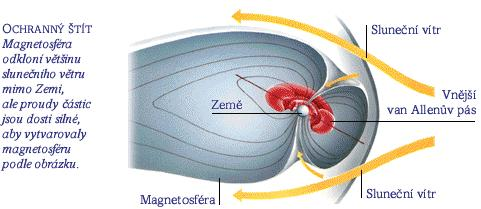 OCHRANNÝ ŠTÍT
Magnetosféra
odkloní většinu
slunečního větru
mimo Zemi,
ale proudy částic
jsou dosti silné,
aby vytvarovaly
magnetosféru
podle obrázku.
Sluneční vítr
Země
Vnější
van Allenův pás
Magnetosféra
Sluneční vítr